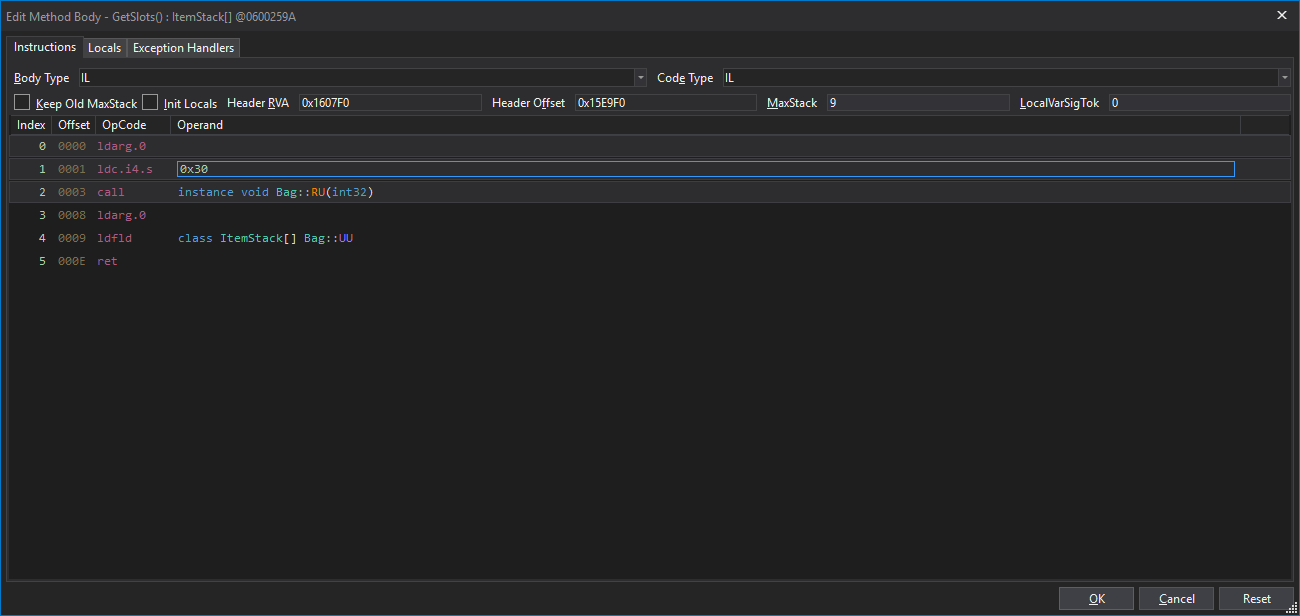 Edit Method Body - GetSlots() : ItemStack[] @0600259A
Instructions Locals Exception Handlers
Body Type IL Code Type IL
Keep Old MaxStack Init Locals Header RVA 0x1607F0 Header Offset 0x15E9F0 MaxStack 9 LocalVarSigTok 0
Index Offset OpCode Operand
0 0000 ldarg.0
1 0001 ldc.i4.s 0x30
2 0003 call instance void Bag::RU(int32)
3 0008 ldarg.0
4 0009 ldfld class ItemStack[] Bag::UU
5 000E ret
OK Cancel Reset